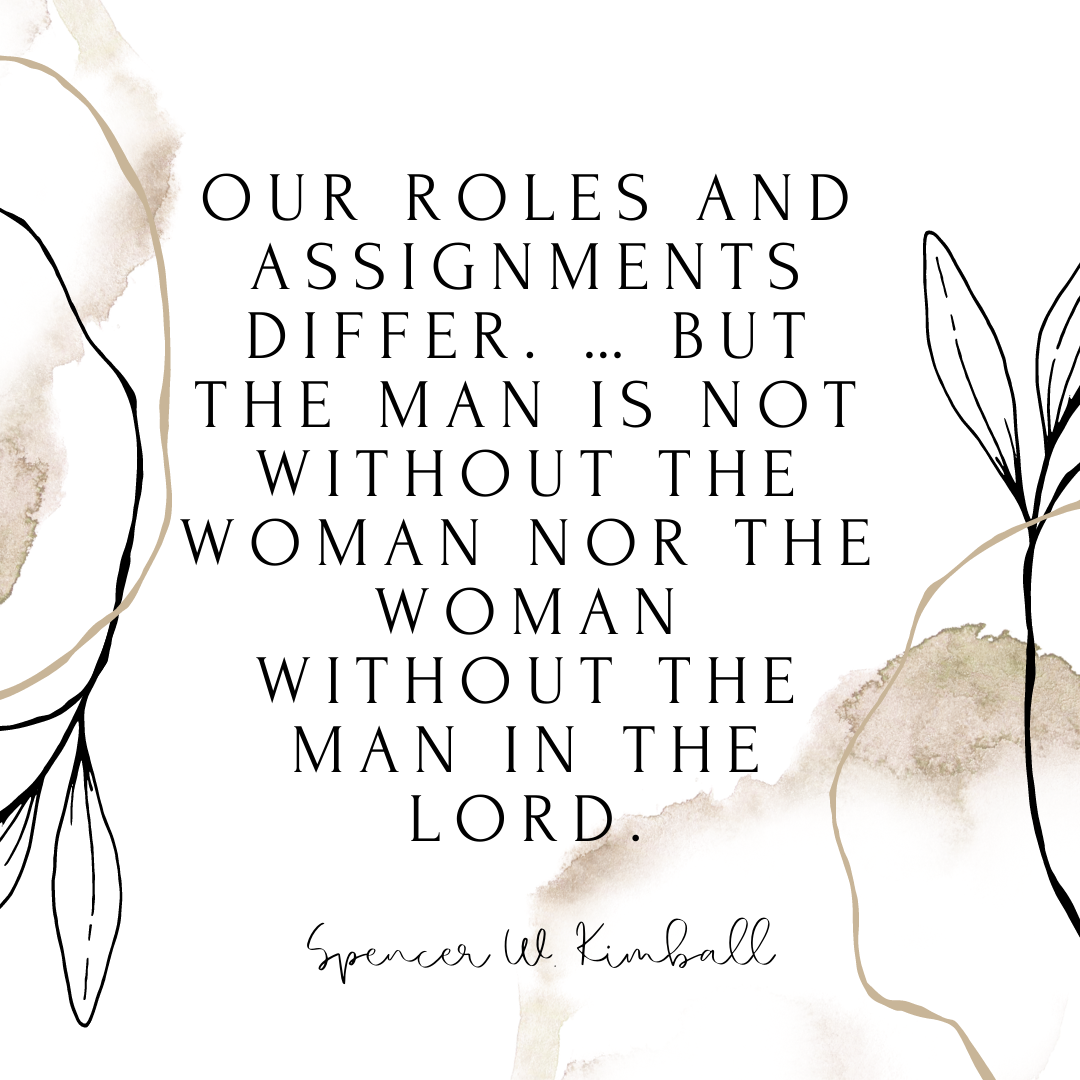 OUR ROLES AND
ASSIGNMENTS
DIFFER. ... BUT
THE MAN IS NOT
WITHOUT THE
WOMAN NOR THE
WOMAN
WITHOUT THE
MAN IN THE
LORD.
Spencer W. Kimball